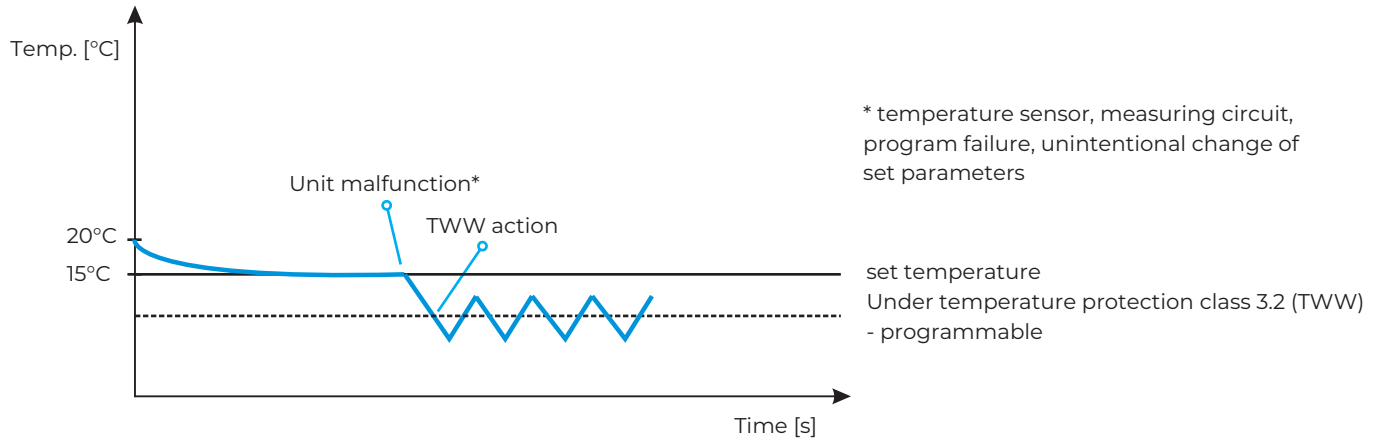 Temp. [°C]
* temperature sensor, measuring circuit,
program failure, unintentional change of
set parameters
Unit malfunction*
TWW action
20°C
15°C
set temperature
Under temperature protection class 3.2 (TWW)
- programmable
Time [s]